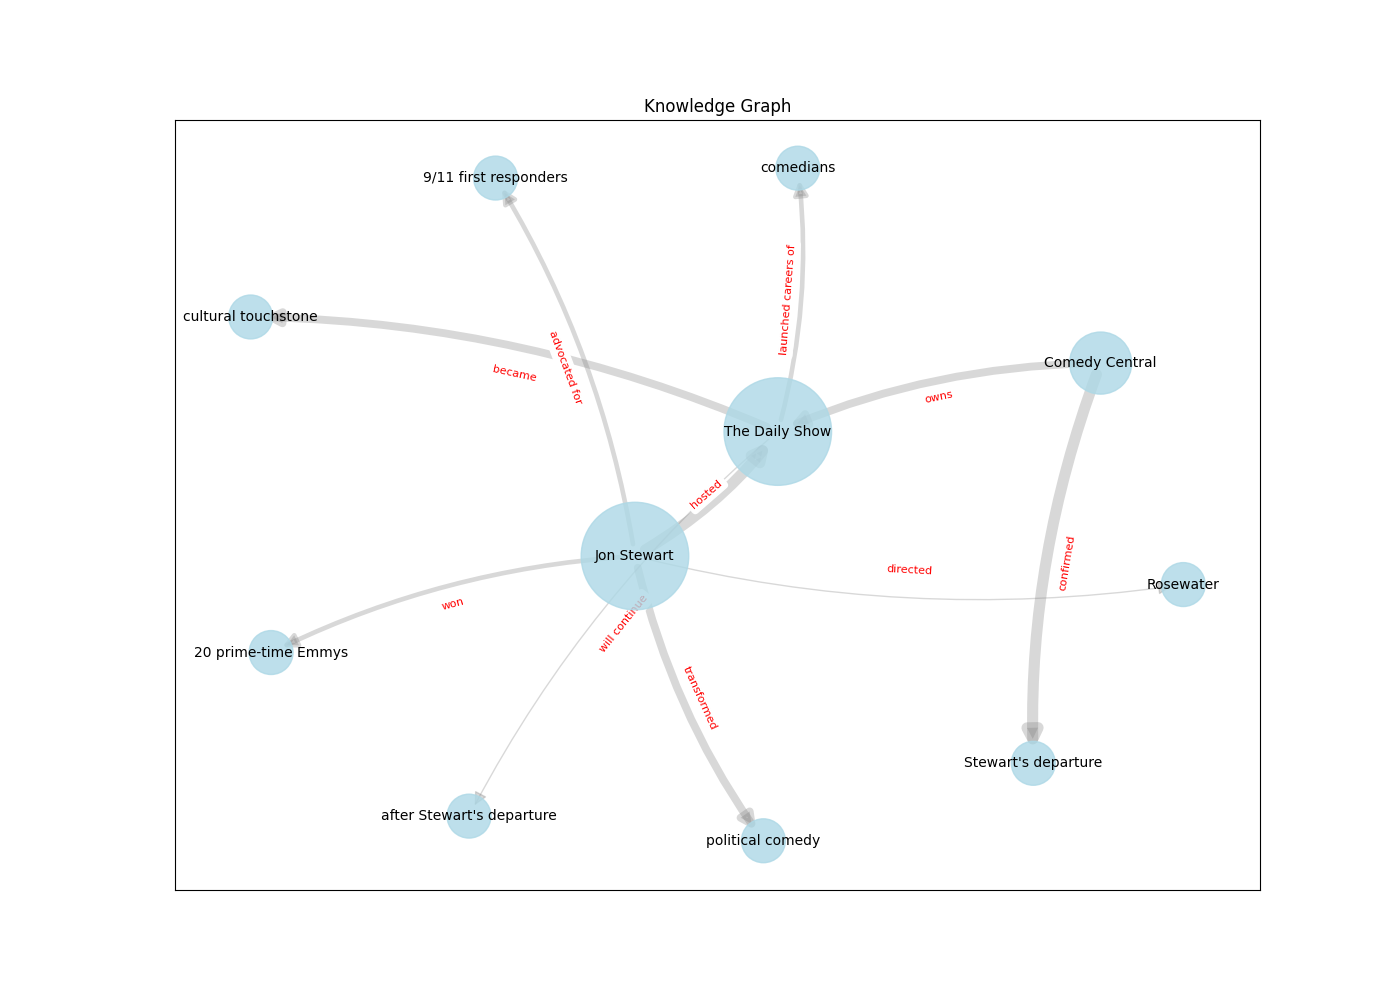 Knowledge Graph
comedians
9/11 first responders
launched careers of
cultural touchstone
advocated for
became
Comedy Central
owns
The Daily Show
hosted
Jon Stewart
directed
confirmed
Rosewater
won
will continue
20 prime-time Emmys
transformed
Stewart's departure
after Stewart's departure
political comedy